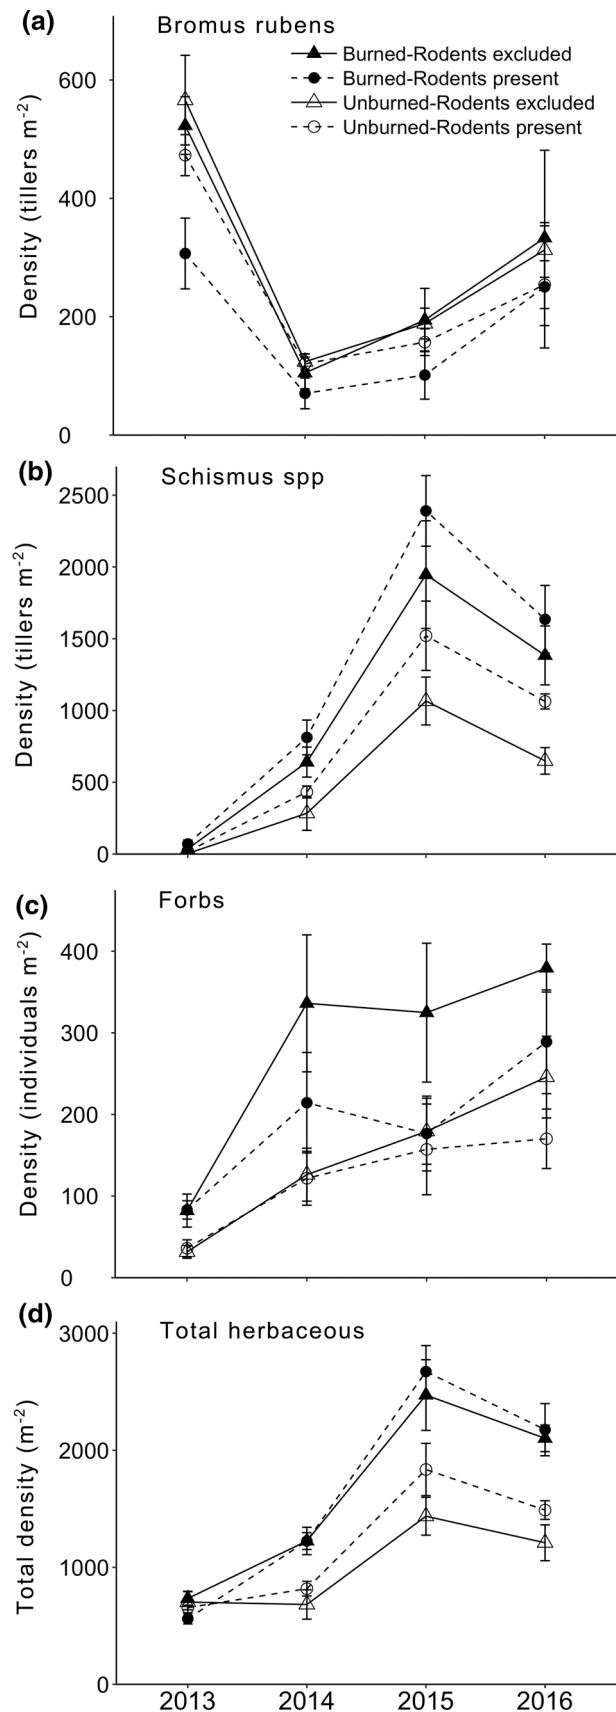 (a)
Bromus rubens
Burned-Rodents excluded
Burned-Rodents present
Unburned-Rodents excluded
Unburned-Rodents present
Density (tillers m⁻²)
600
400
200
0
(b)
Schismus spp
Density (tillers m⁻²)
2500
2000
1500
1000
500
0
(c)
Forbs
Density (individuals m⁻²)
400
300
200
100
0
(d)
Total herbaceous
Total density (m⁻²)
3000
2000
1000
0
2013 2014 2015 2016